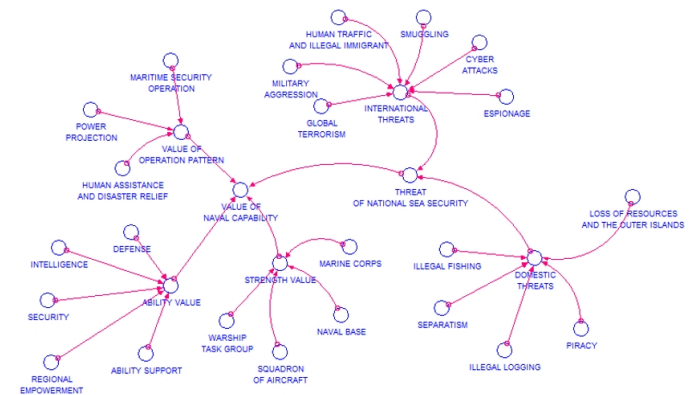 HUMAN TRAFFIC
AND ILLEGAL IMMIGRANT
SMUGGLING
CYBER
ATTACKS
MILITARY
AGGRESSION
INTERNATIONAL
THREATS
ESPIONAGE
GLOBAL
TERRORISM
MARITIME SECURITY
OPERATION
POWER
PROJECTION
VALUE OF
OPERATION PATTERN
HUMAN ASSISTANCE
AND DISASTER RELIEF
THREAT
OF NATIONAL SEA SECURITY
VALUE OF
NAVAL CAPABILITY
LOSS OF RESOURCES
AND THE OUTER ISLANDS
DEFENSE
INTELLIGENCE
MARINE CORPS
STRENGTH VALUE
ILLEGAL FISHING
DOMESTIC
THREATS
ABILITY VALUE
SECURITY
SEPARATISM
NAVAL BASE
WARSHIP
TASK GROUP
PIRACY
SQUADRON
OF AIRCRAFT
ILLEGAL LOGGING
ABILITY SUPPORT
REGIONAL
EMPOWERMENT